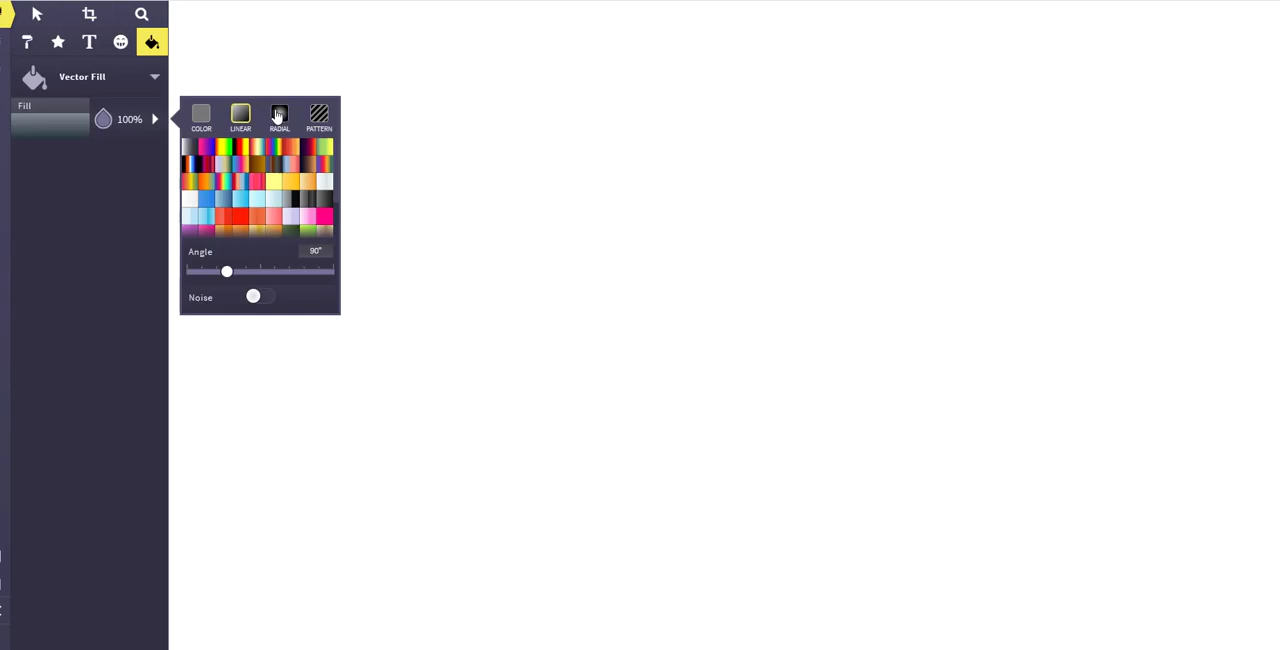 T
Vector Fill
Fill
100%
COLOR LINEAR RADIAL PATTERN
Angle 90°
Noise